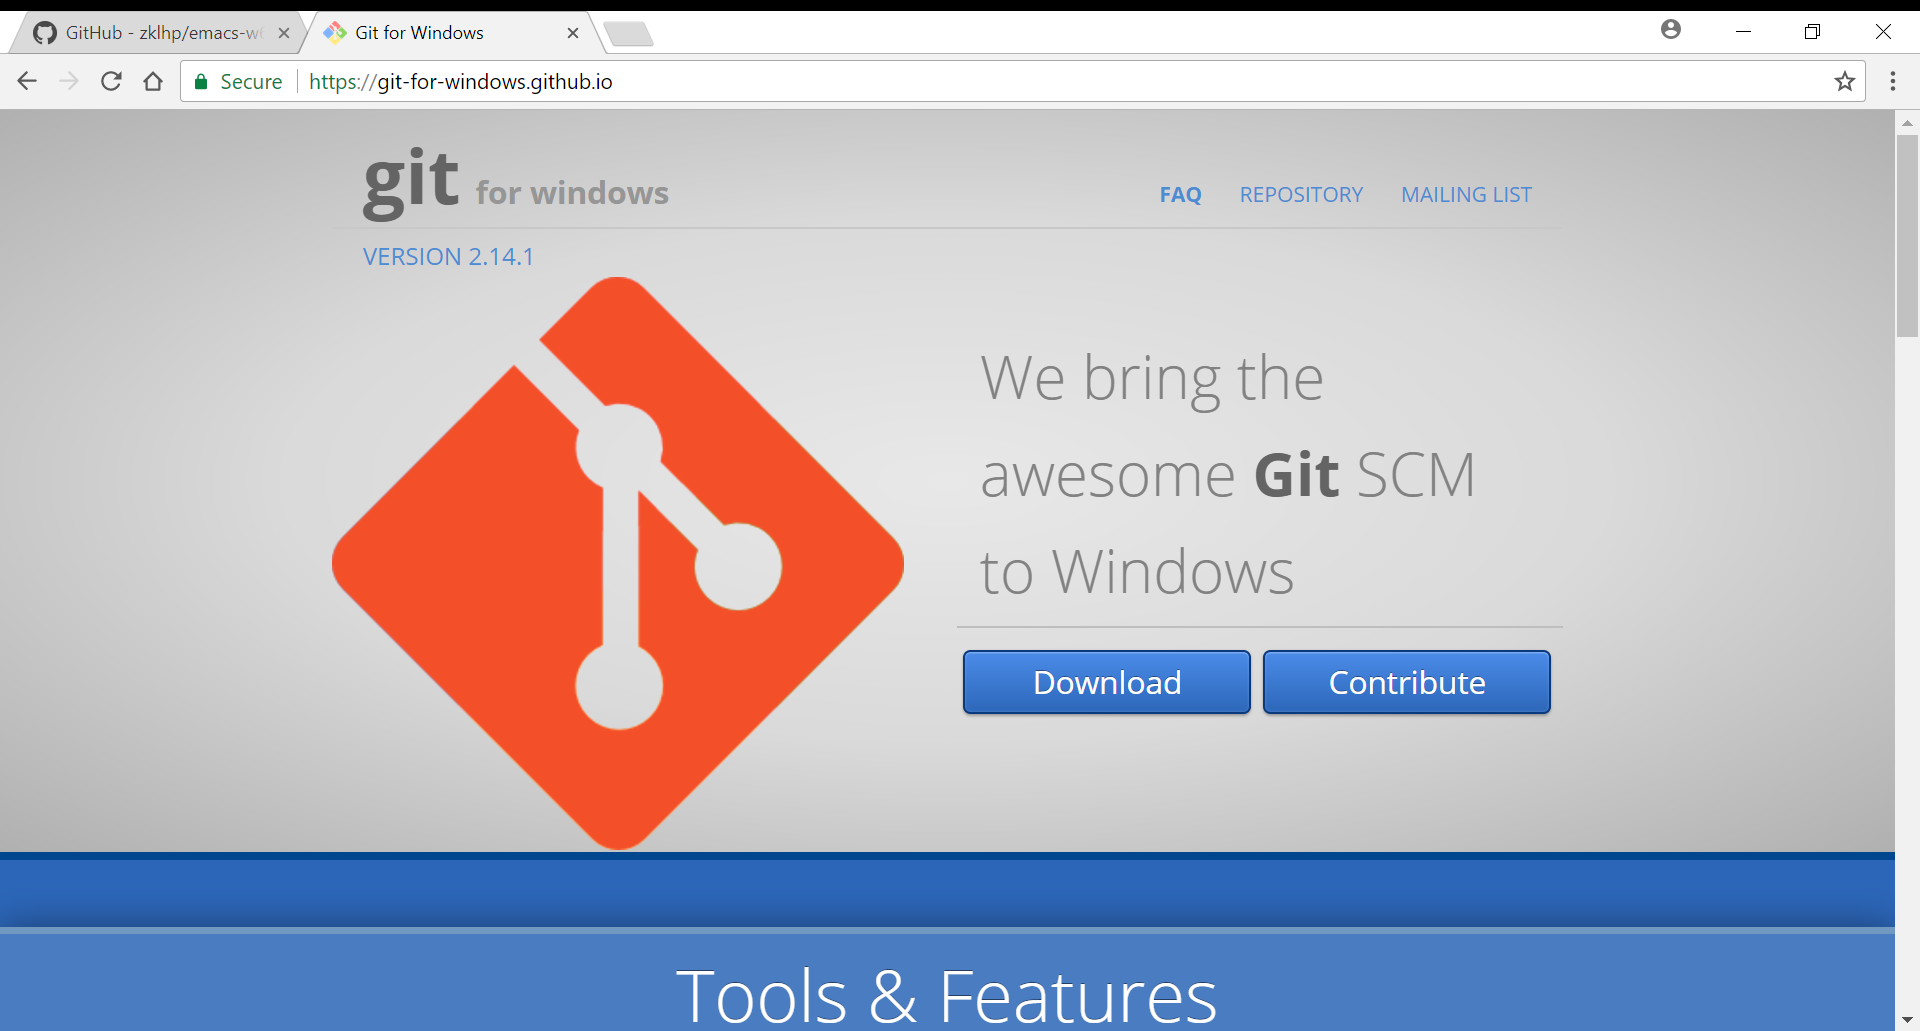 GitHub - zklhp/emacs-w
Git for Windows
Secure
https://git-for-windows.github.io
git for windows
FAQ
REPOSITORY
MAILING LIST
VERSION 2.14.1
We bring the
awesome Git SCM
to Windows
Download
Contribute
Tools & Features